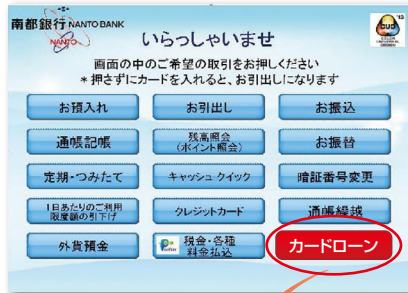 南都銀行 NANTO BANK
NANTO
いらっしゃいませ
cud
'13
画面の中のご希望の取引をお押しください
*押さずにカードを入れると、お引出しになります
お預入れ
お引出し
お振込
通帳記帳
残高照会
(ポイント照会)
お振替
定期・つみたて
キャッシュ クイック
暗証番号変更
1日あたりのご利用
限度額の引下げ
クレジットカード
通帳繰越
外貨預金
税金・各種
料金払込
カードローン